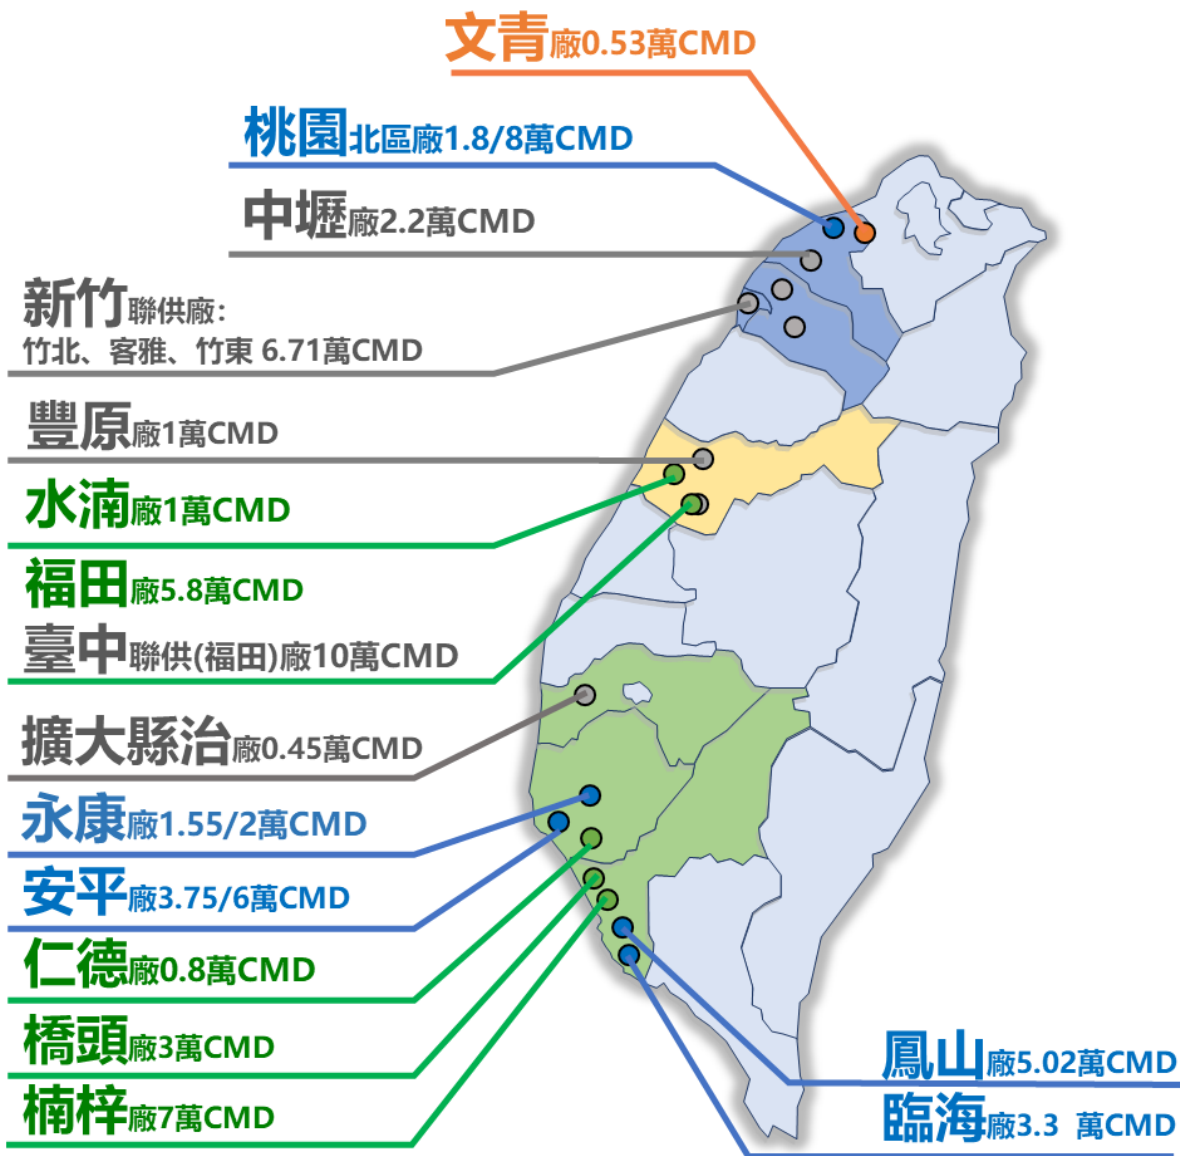 文青廠0.53萬CMD
桃園北區廠1.8/8萬CMD
中壢廠2.2萬CMD
新竹聯供廠:
竹北、客雅、竹東 6.71萬CMD
豐原廠1萬CMD
水湳廠1萬CMD
福田廠5.8萬CMD
臺中聯供(福田)廠10萬CMD
擴大縣治廠0.45萬CMD
永康廠1.55/2萬CMD
安平廠3.75/6萬CMD
仁德廠0.8萬CMD
橋頭廠3萬CMD
楠梓廠7萬CMD
鳳山廠5.02萬CMD
臨海廠3.3 萬CMD